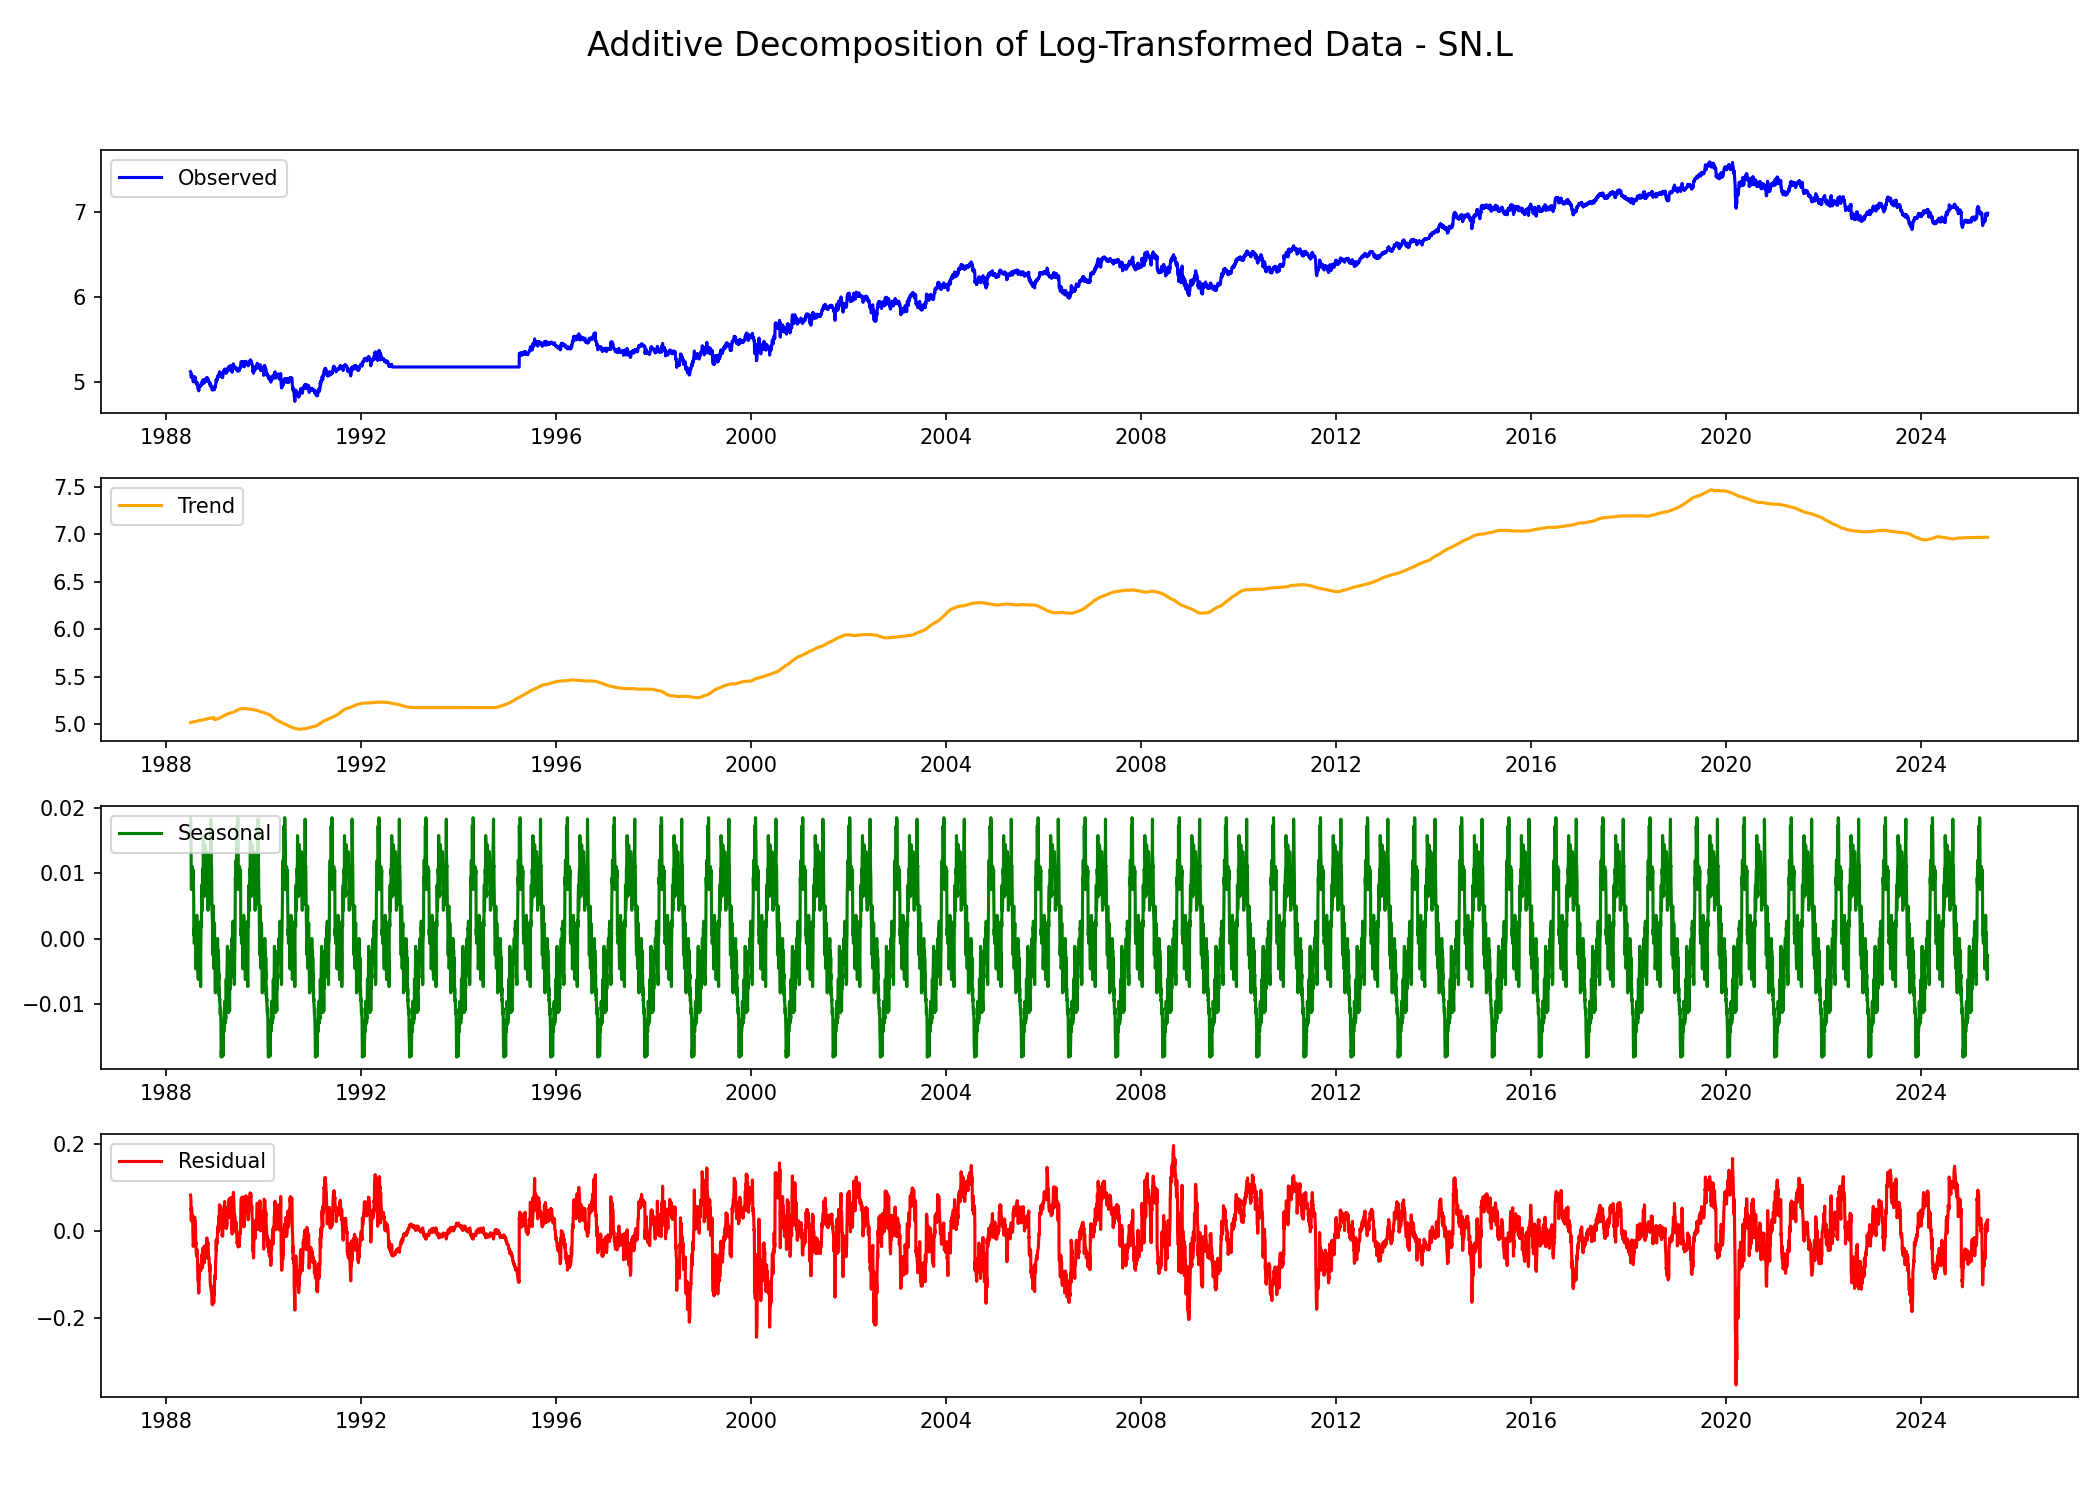 Additive Decomposition of Log-Transformed Data - SN.L
Observed
7
6
5
1988 1992 1996 2000 2004 2008 2012 2016 2020 2024
Trend
7.5
7.0
6.5
6.0
5.5
5.0
1988 1992 1996 2000 2004 2008 2012 2016 2020 2024
Seasonal
0.02
0.01
0.00
−0.01
1988 1992 1996 2000 2004 2008 2012 2016 2020 2024
Residual
0.2
0.0
−0.2
1988 1992 1996 2000 2004 2008 2012 2016 2020 2024